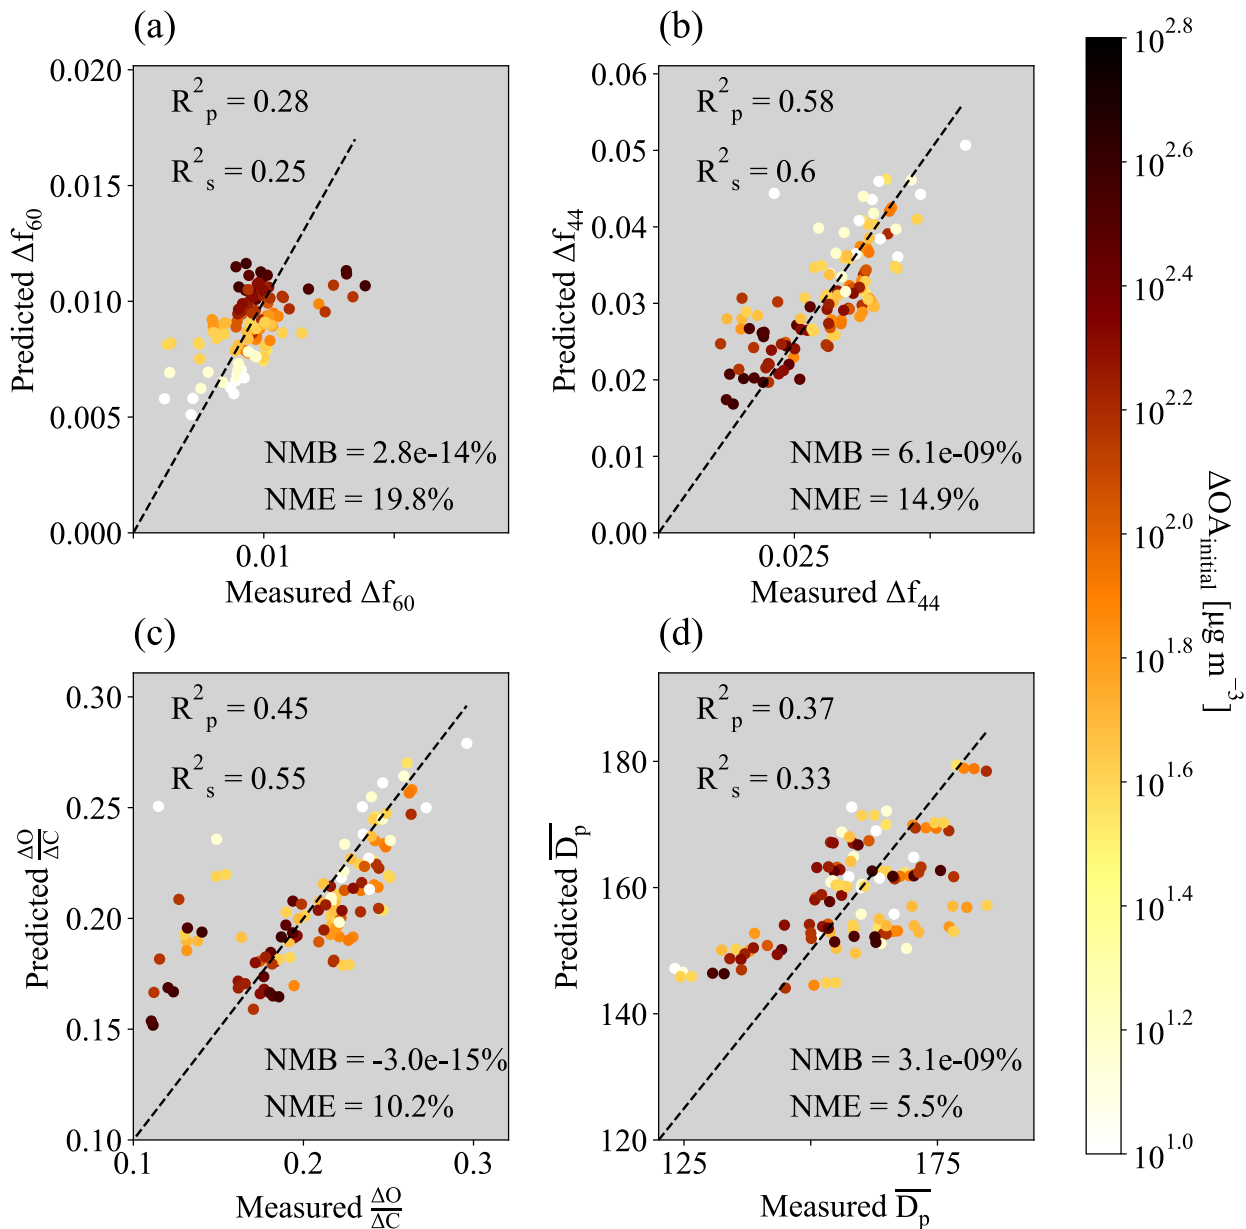 (a)
R²ₚ = 0.28
R²ₛ = 0.25
NMB = 2.8e-14%
NME = 19.8%
0.020
0.015
0.010
0.005
0.000
Predicted Δf₆₀
0.01
Measured Δf₆₀
(b)
R²ₚ = 0.58
R²ₛ = 0.6
NMB = 6.1e-09%
NME = 14.9%
0.06
0.05
0.04
0.03
0.02
0.01
0.00
Predicted Δf₄₄
0.025
Measured Δf₄₄
(c)
R²ₚ = 0.45
R²ₛ = 0.55
NMB = -3.0e-15%
NME = 10.2%
0.30
0.25
0.20
0.15
0.10
Predicted ΔO/ΔC
0.1 0.2 0.3
Measured ΔO/ΔC
(d)
R²ₚ = 0.37
R²ₛ = 0.33
NMB = 3.1e-09%
NME = 5.5%
180
160
140
120
Predicted D̅ₚ
125 175
Measured D̅ₚ
10^2.8
10^2.6
10^2.4
10^2.2
10^2.0
10^1.8
10^1.6
10^1.4
10^1.2
10^1.0
ΔOA_initial [µg m⁻³]